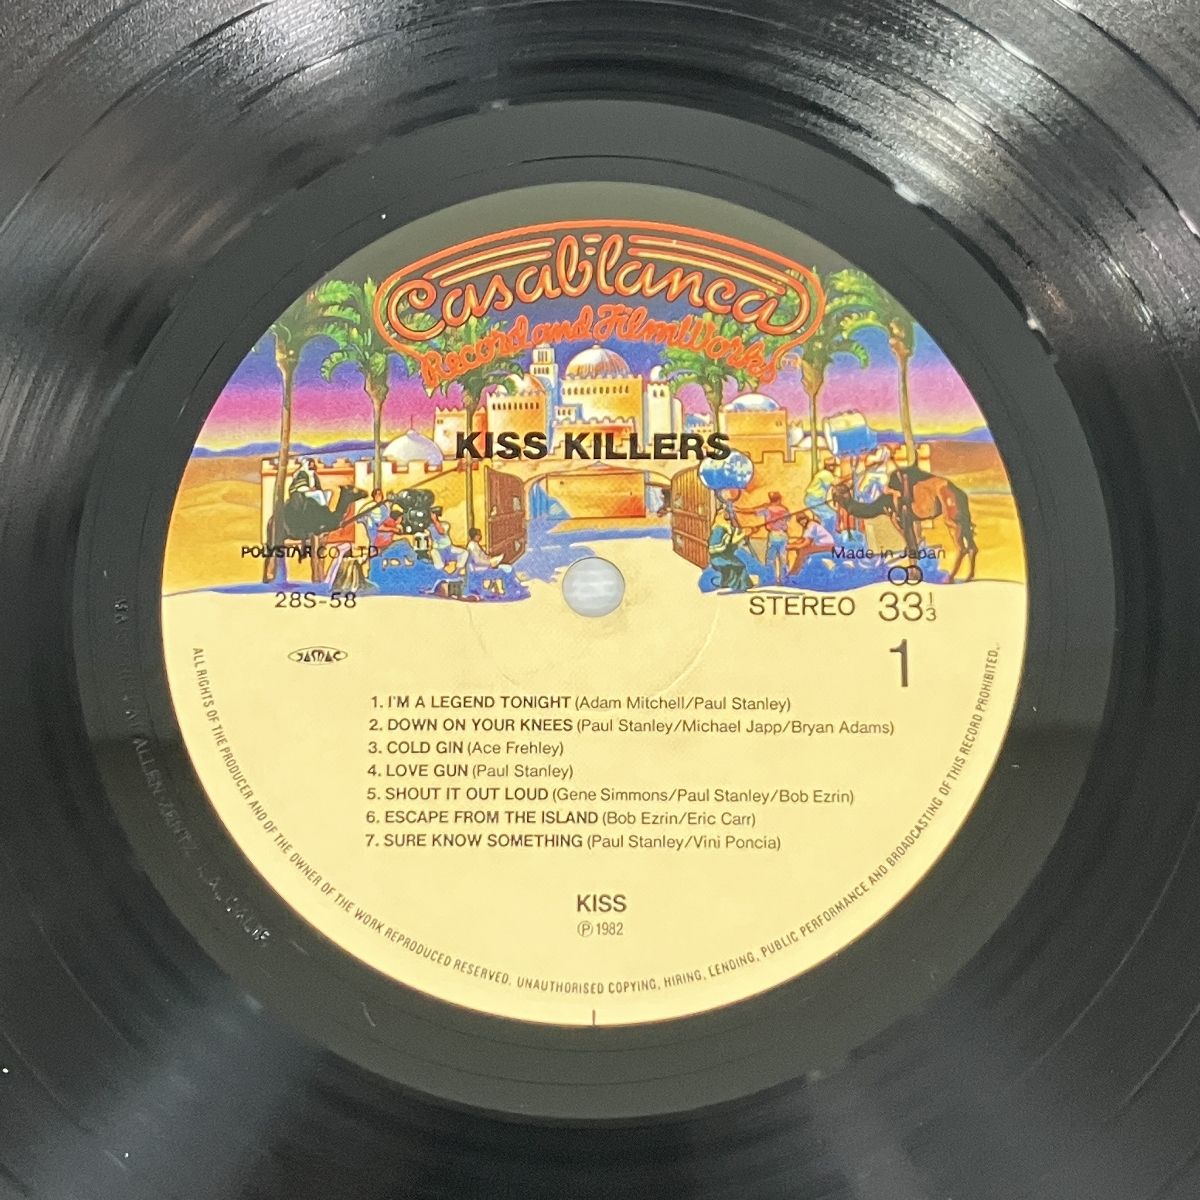 Casablanca
Record and FilmWorks
KISS KILLERS
POLYSTAR CO., LTD.
11
Made in Japan
28S-58
STEREO 33 1/3
JASRAC
1
1. I'M A LEGEND TONIGHT (Adam Mitchell/Paul Stanley)
2. DOWN ON YOUR KNEES (Paul Stanley/Michael Japp/Bryan Adams)
3. COLD GIN (Ace Frehley)
4. LOVE GUN (Paul Stanley)
5. SHOUT IT OUT LOUD (Gene Simmons/Paul Stanley/Bob Ezrin)
6. ESCAPE FROM THE ISLAND (Bob Ezrin/Eric Carr)
7. SURE KNOW SOMETHING (Paul Stanley/Vini Poncia)
KISS
℗ 1982
ALL RIGHTS OF THE PRODUCER AND OF THE OWNER OF THE WORK REPRODUCED RESERVED. UNAUTHORISED COPYING, HIRING, LENDING, PUBLIC PERFORMANCE AND BROADCASTING OF THIS RECORD PROHIBITED.